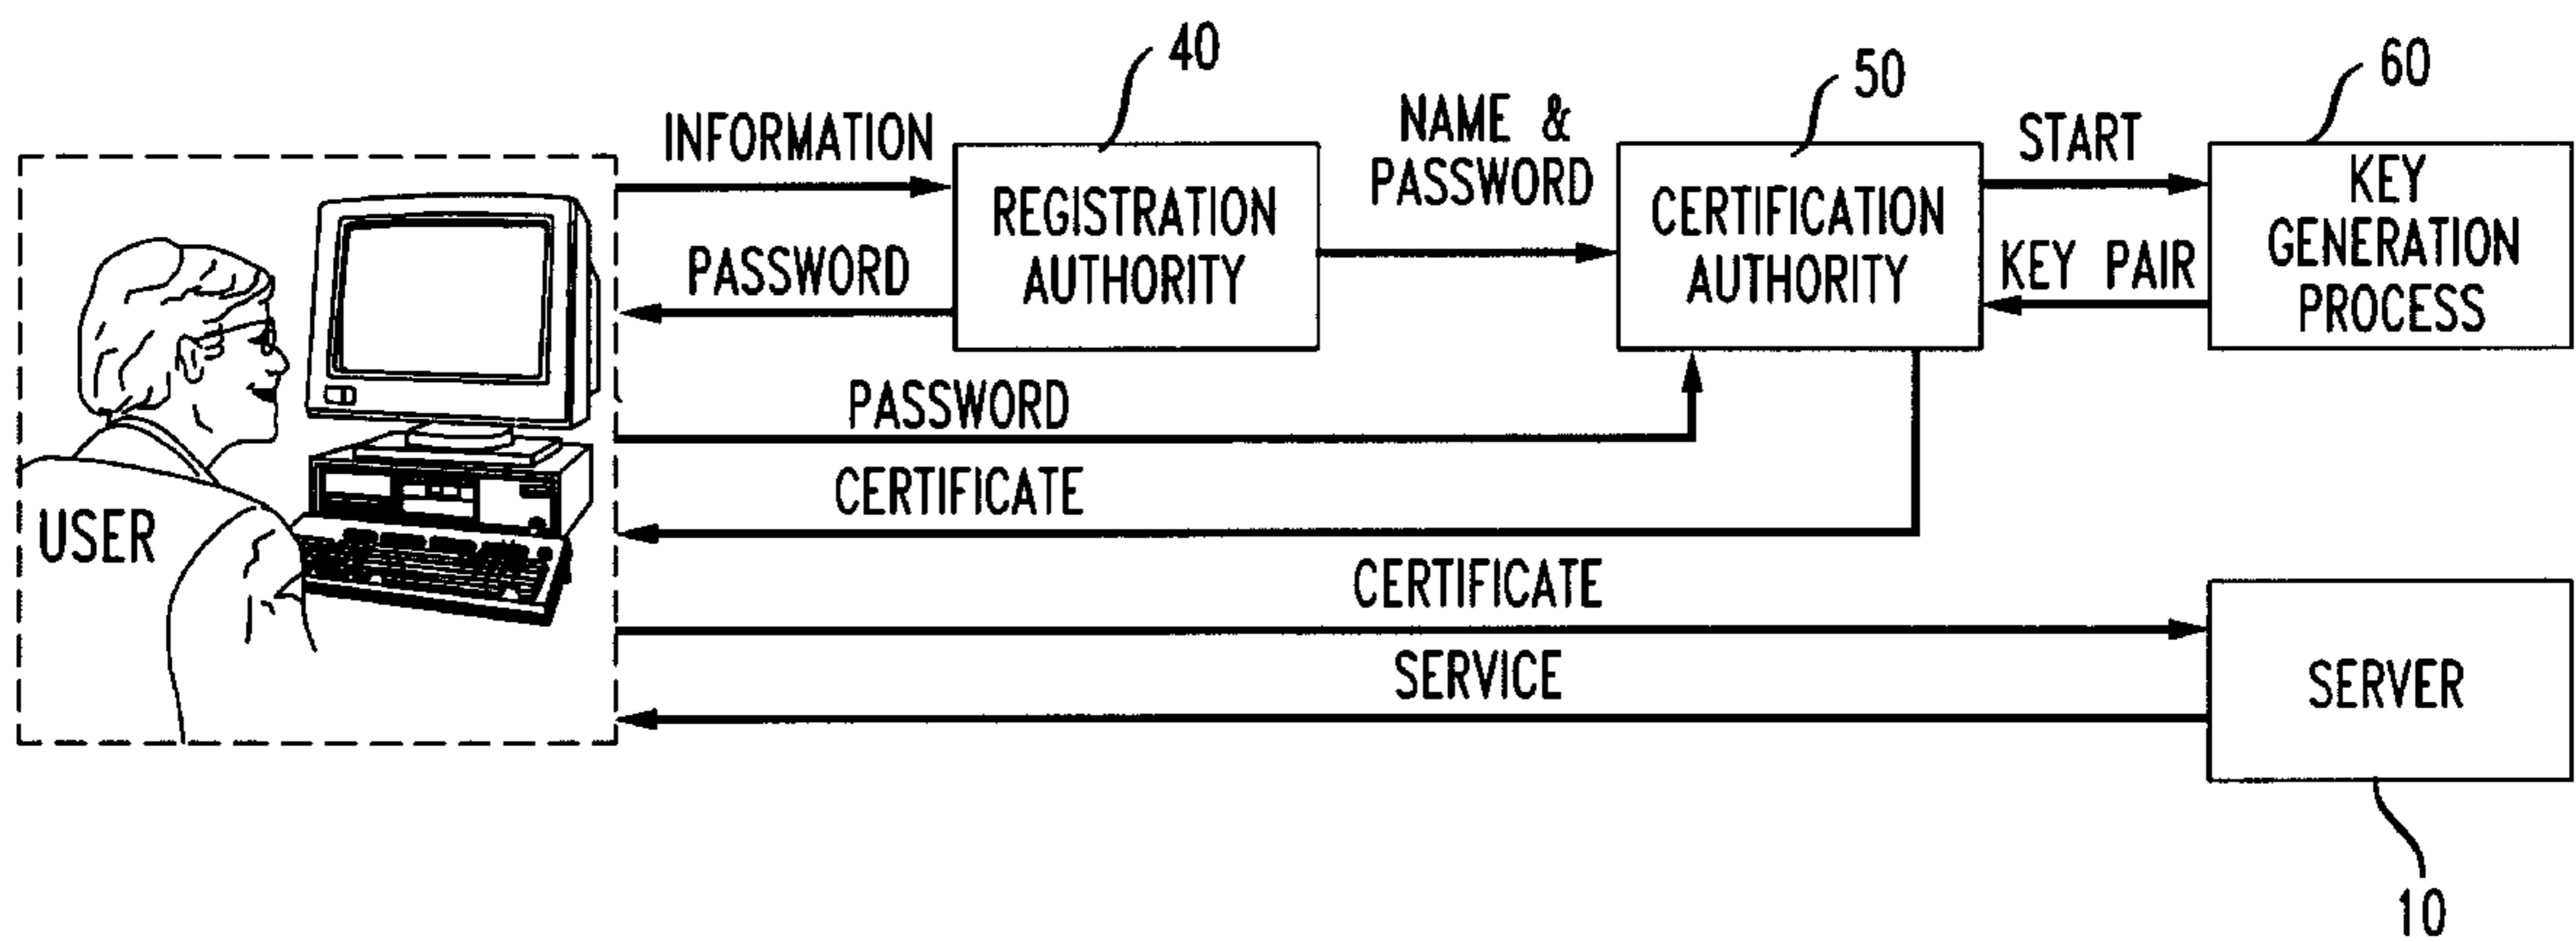 40
50
60
INFORMATION
NAME &
PASSWORD
START
REGISTRATION
AUTHORITY
CERTIFICATION
AUTHORITY
KEY
GENERATION
PROCESS
PASSWORD
KEY PAIR
PASSWORD
CERTIFICATE
USER
CERTIFICATE
SERVICE
SERVER
10